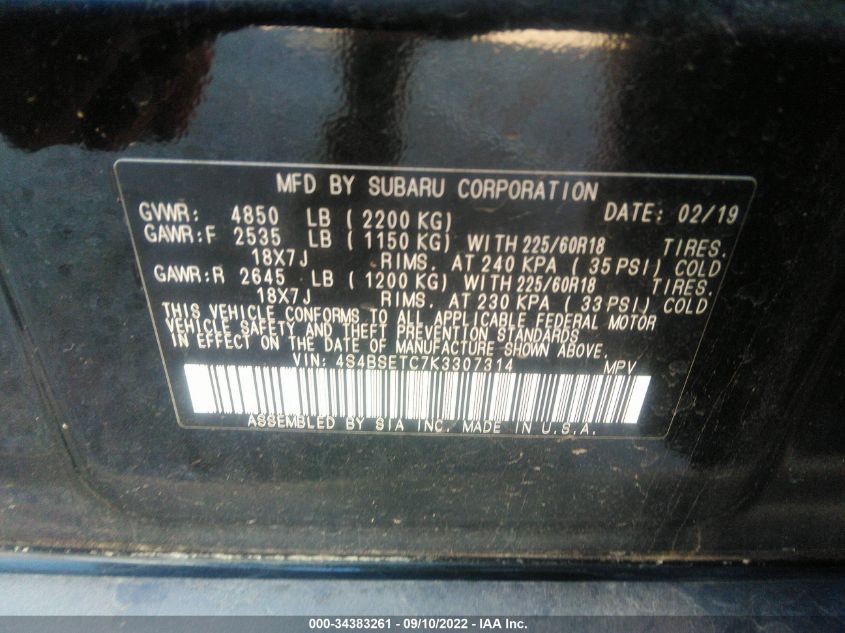 MFD BY SUBARU CORPORATION
GVWR: 4850 LB ( 2200 KG) DATE: 02/19
GAWR:F 2535 LB ( 1150 KG) WITH 225/60R18 TIRES.
18X7J RIMS. AT 240 KPA ( 35 PSI) COLD
GAWR:R 2645 LB ( 1200 KG) WITH 225/60R18 TIRES.
18X7J RIMS. AT 230 KPA ( 33 PSI) COLD
THIS VEHICLE CONFORMS TO ALL APPLICABLE FEDERAL MOTOR
VEHICLE SAFETY AND THEFT PREVENTION STANDARDS
IN EFFECT ON THE DATE OF MANUFACTURE SHOWN ABOVE.
VIN: 4S4BSETC7K3307314 MPV
ASSEMBLED BY SIA INC. MADE IN U.S.A.
000-34383261 - 09/10/2022 - IAA Inc.